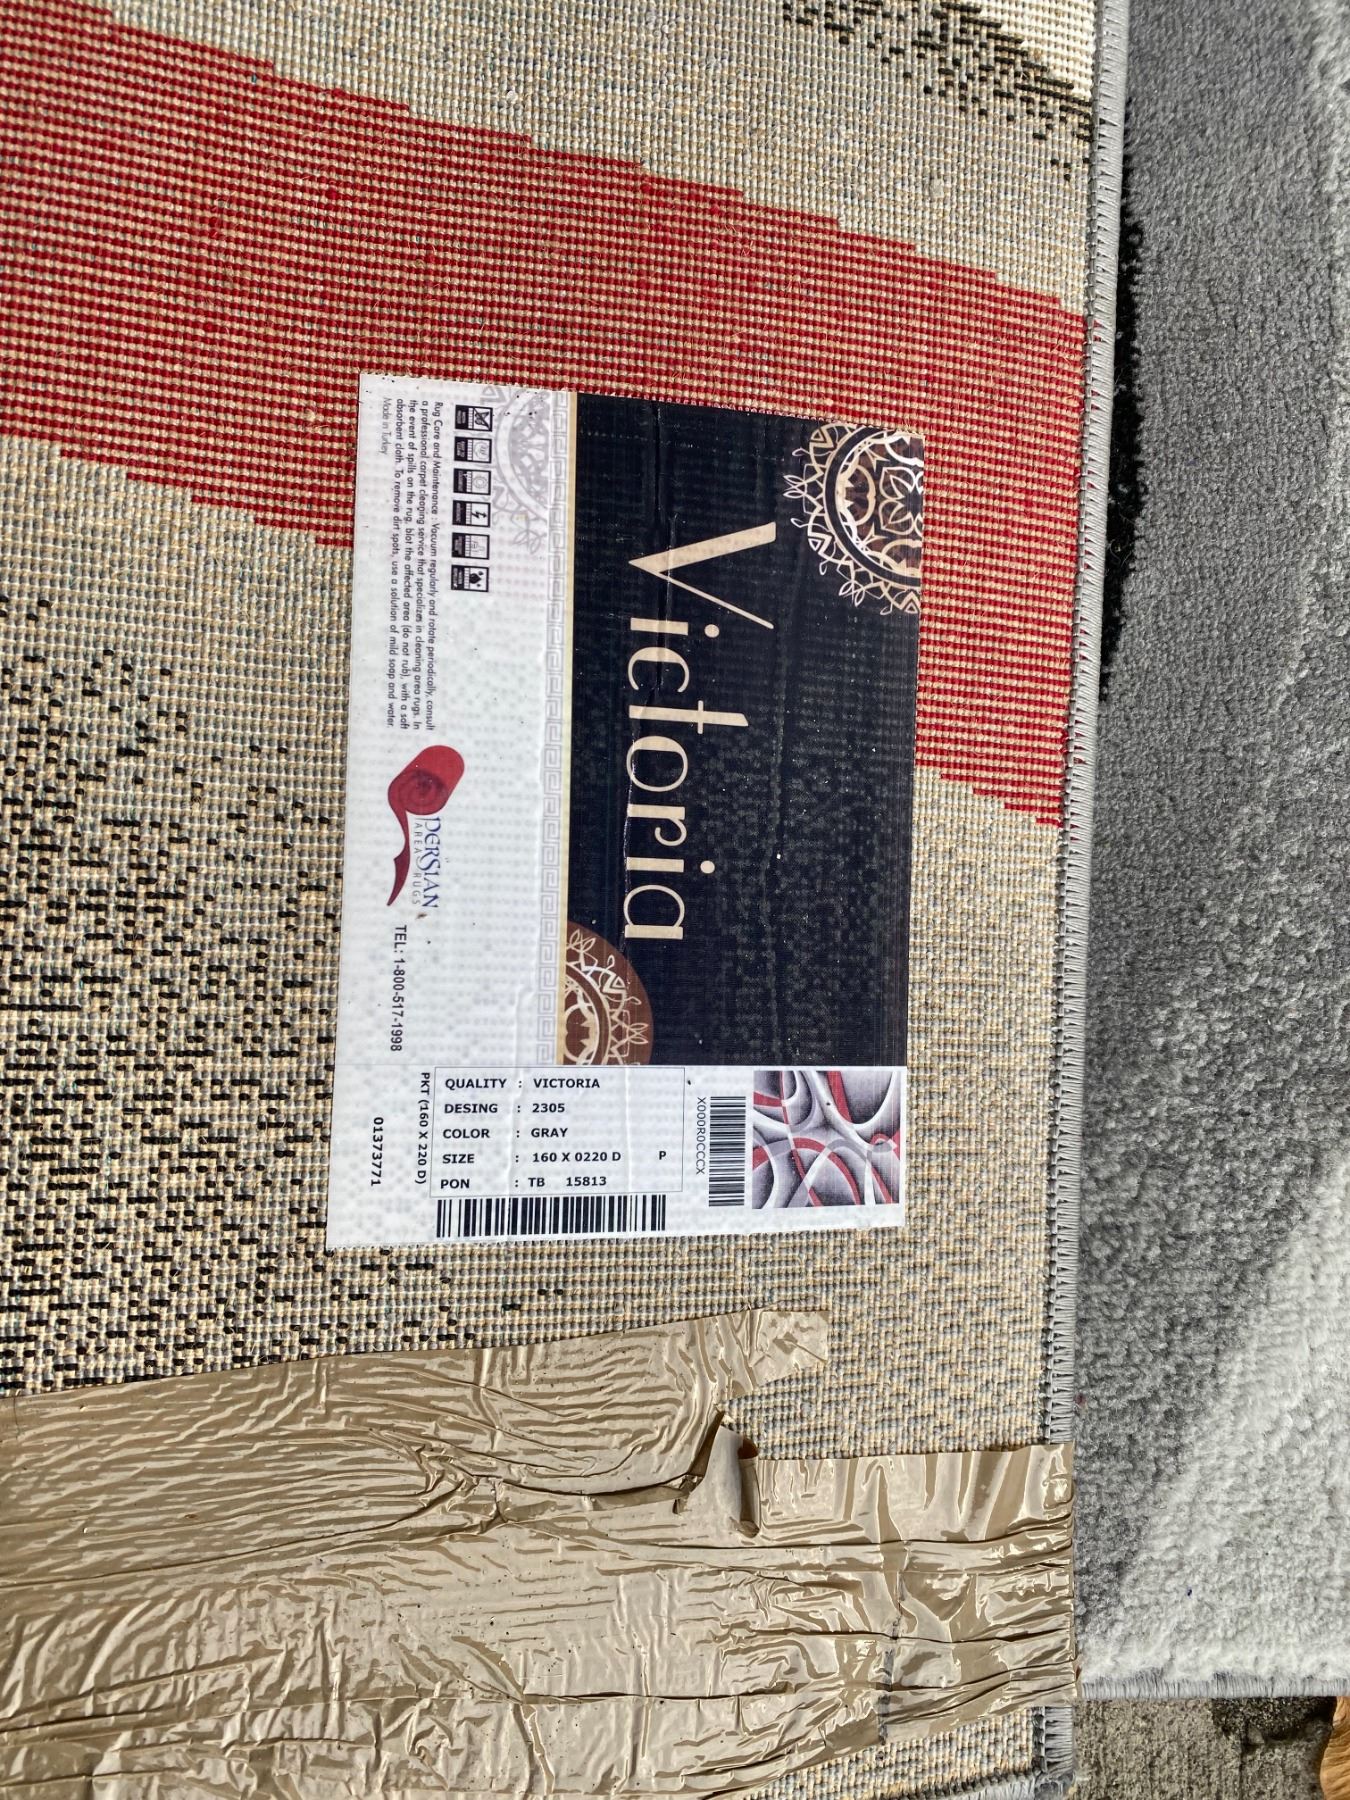 Victoria
Rug Care and Maintenance : Vacuum regularly and rotate periodically, consult
a professional carpet cleaning service that specializes in cleaning area rugs. In
the event of spills on the rug, blot the affected area (do not rub), with a soft
absorbent cloth. To remove dirt spots, use a solution of mild soap and water.
Made in Turkey
PERSIAN
AREA RUGS
TEL: 1-800-517-1998
X000R0CCCX
QUALITY : VICTORIA
DESING : 2305
COLOR : GRAY
SIZE : 160 X 0220 D P
PON : TB 15813
PKT (160 X 220 D)
01373771